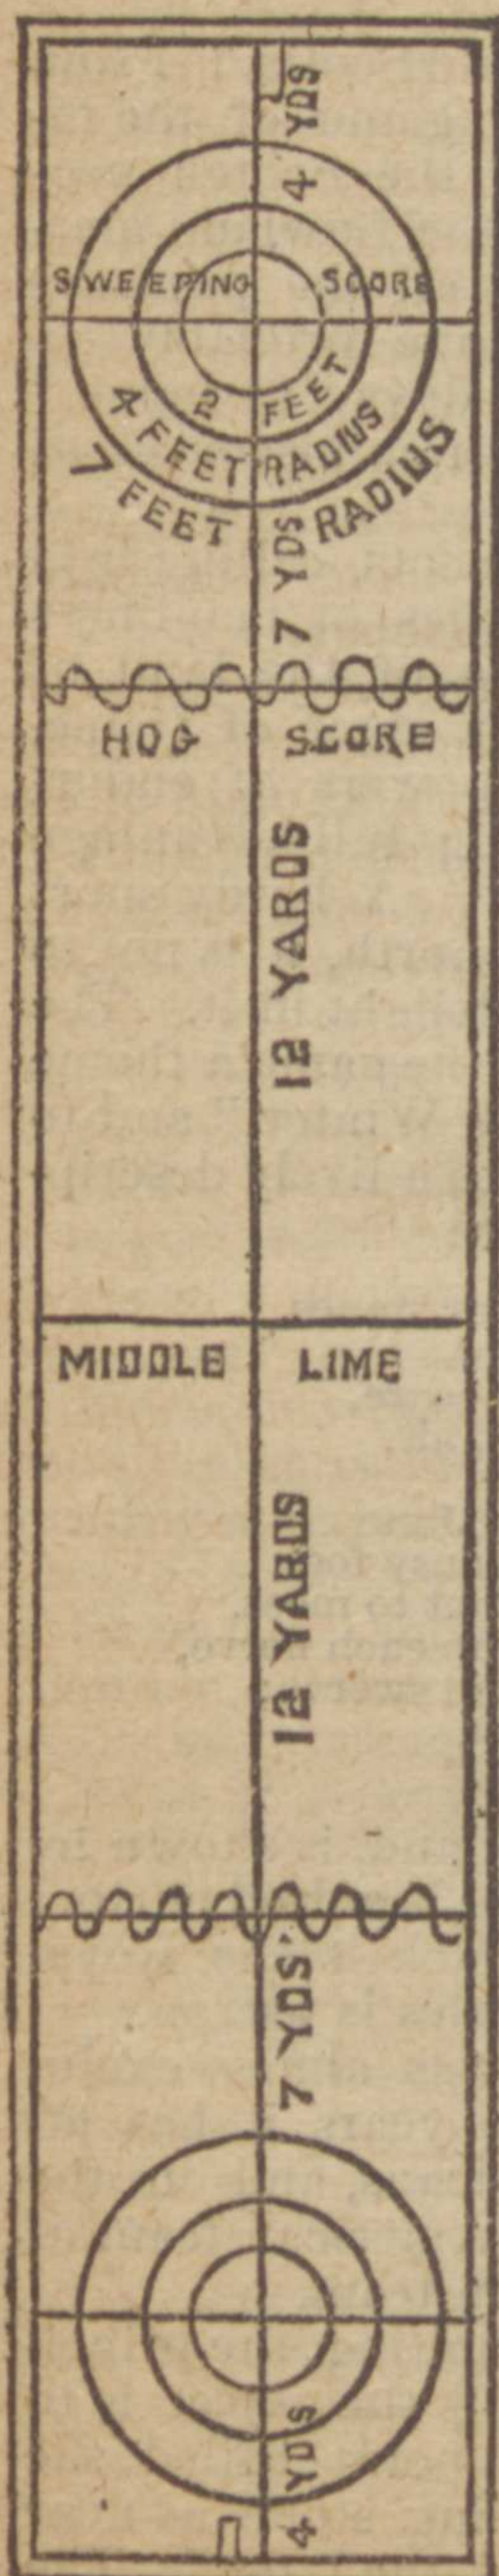 4 YDS
SWEEPING SCORE
2 FEET
4 FEET RADIUS
7 FEET RADIUS
7 YDS
HOG SCORE
12 YARDS
MIDDLE LIME
12 YARDS
7 YDS.
4 YDS